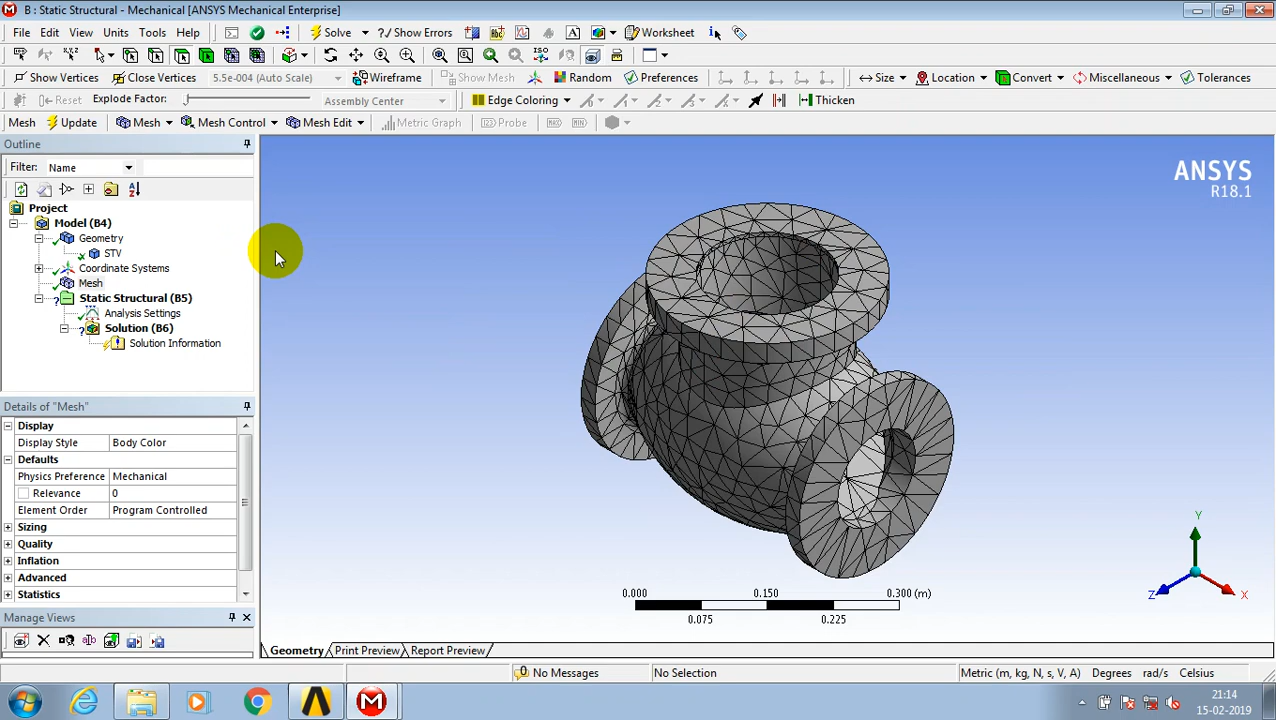 B : Static Structural - Mechanical [ANSYS Mechanical Enterprise]
File Edit View Units Tools Help Solve Show Errors A Worksheet
ISO
Show Vertices Close Vertices 5.5e-004 (Auto Scale) Wireframe Show Mesh Random Preferences Size Location Convert Miscellaneous Tolerances
Reset Explode Factor: Assembly Center Edge Coloring Thicken
Mesh Update Mesh Mesh Control Mesh Edit Metric Graph Probe MAX MIN
Outline
Filter: Name
Project
Model (B4)
Geometry
STV
Coordinate Systems
Mesh
Static Structural (B5)
Analysis Settings
Solution (B6)
Solution Information
Details of "Mesh"
Display
Display Style Body Color
Defaults
Physics Preference Mechanical
Relevance 0
Element Order Program Controlled
Sizing
Quality
Inflation
Advanced
Statistics
Manage Views
ANSYS
R18.1
0.000 0.150 0.300 (m)
0.075 0.225
Y
Z X
Geometry Print Preview Report Preview
0 No Messages No Selection Metric (m, kg, N, s, V, A) Degrees rad/s Celsius
21:14
15-02-2019